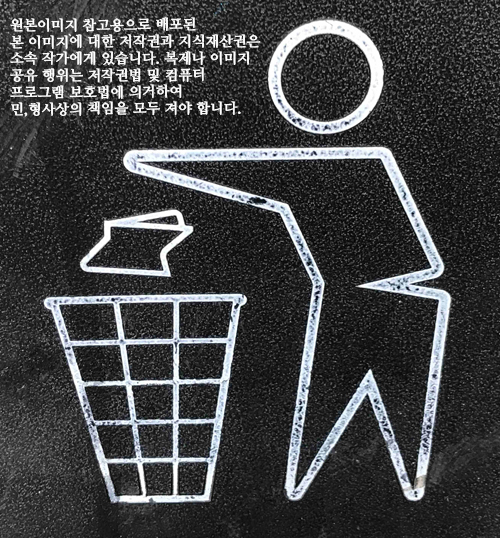 원본이미지 참고용으로 배포된
본 이미지에 대한 저작권과 지식재산권은
소속 작가에게 있습니다. 복제나 이미지
공유 행위는 저작권법 및 컴퓨터
프로그램 보호법에 의거하여
민,형사상의 책임을 모두 져야 합니다.